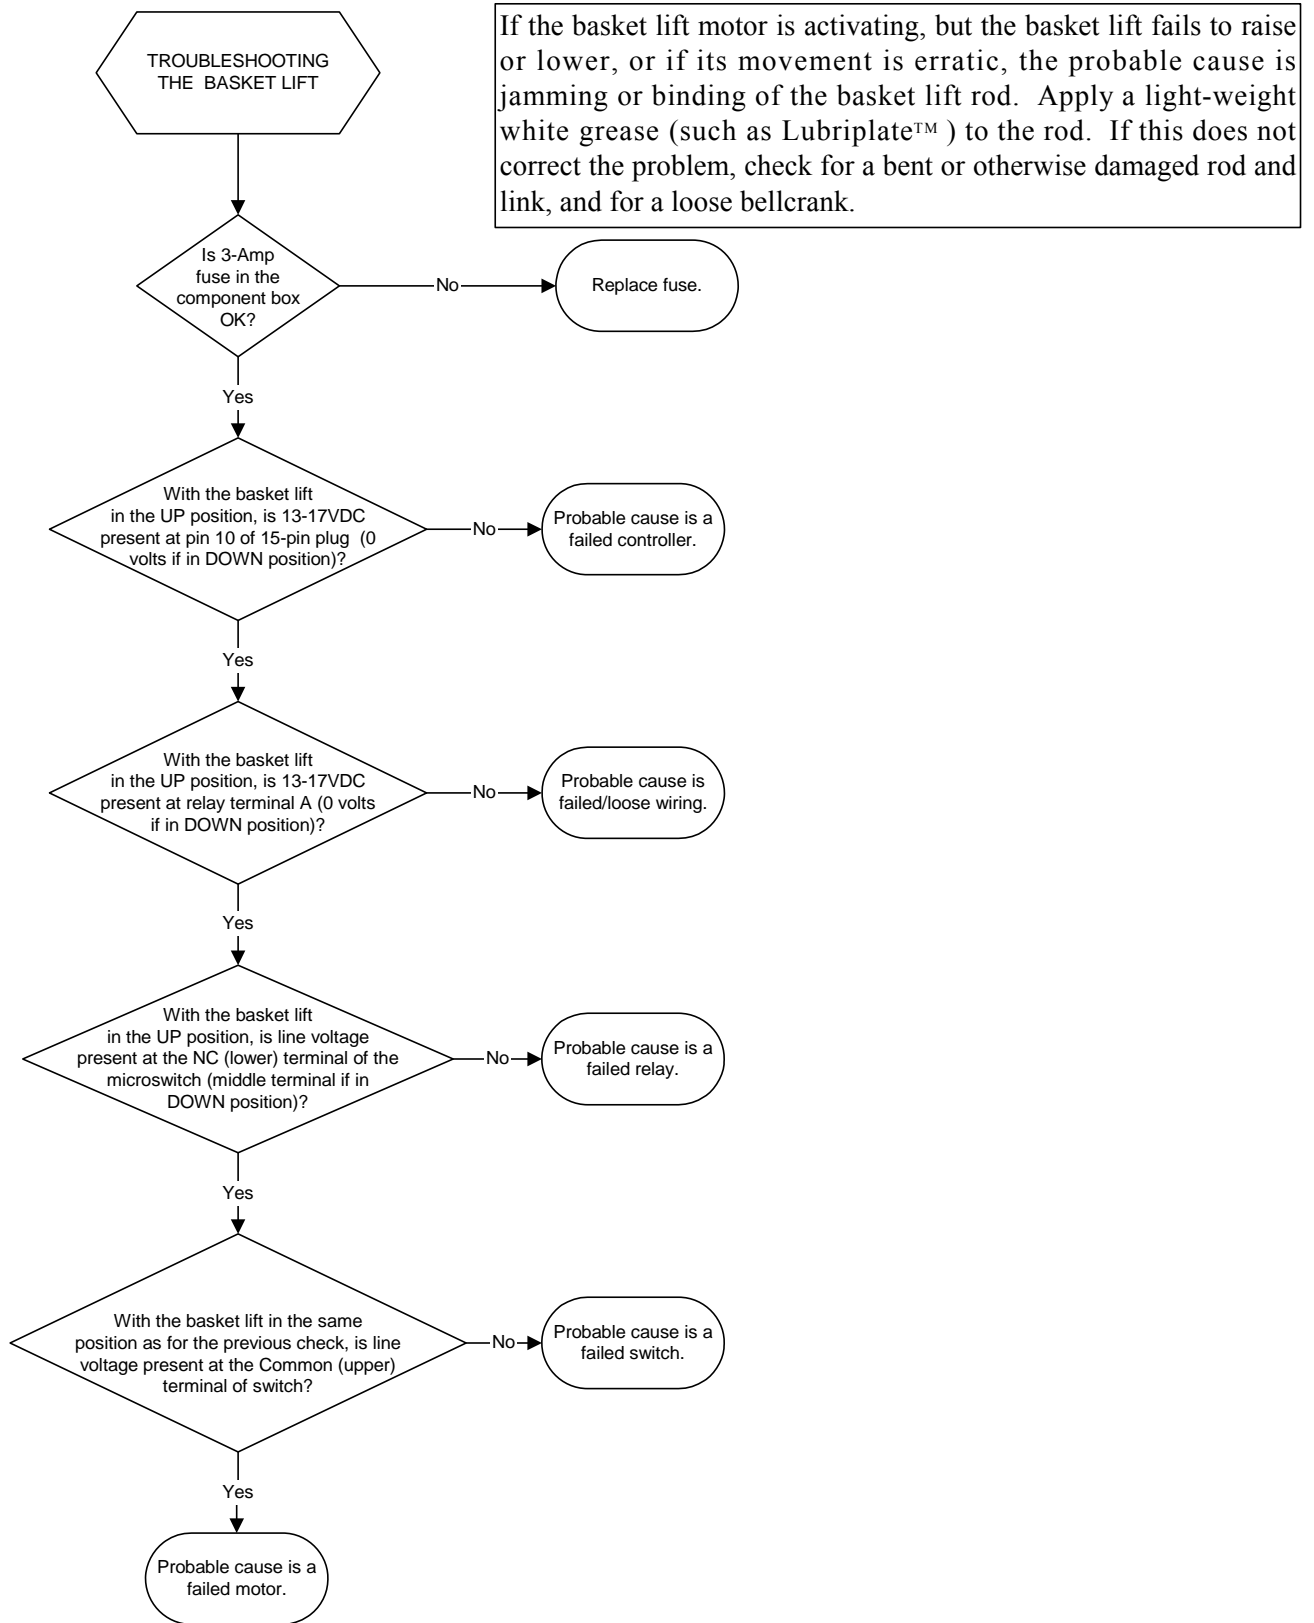 TROUBLESHOOTING
THE BASKET LIFT
If the basket lift motor is activating, but the basket lift fails to raise
or lower, or if its movement is erratic, the probable cause is
jamming or binding of the basket lift rod. Apply a light-weight
white grease (such as Lubriplate™ ) to the rod. If this does not
correct the problem, check for a bent or otherwise damaged rod and
link, and for a loose bellcrank.
Is 3-Amp
fuse in the
component box
OK?
No
Replace fuse.
Yes
With the basket lift
in the UP position, is 13-17VDC
present at pin 10 of 15-pin plug (0
volts if in DOWN position)?
No
Probable cause is a
failed controller.
Yes
With the basket lift
in the UP position, is 13-17VDC
present at relay terminal A (0 volts
if in DOWN position)?
No
Probable cause is
failed/loose wiring.
Yes
With the basket lift
in the UP position, is line voltage
present at the NC (lower) terminal of the
microswitch (middle terminal if in
DOWN position)?
No
Probable cause is a
failed relay.
Yes
With the basket lift in the same
position as for the previous check, is line
voltage present at the Common (upper)
terminal of switch?
No
Probable cause is a
failed switch.
Yes
Probable cause is a
failed motor.